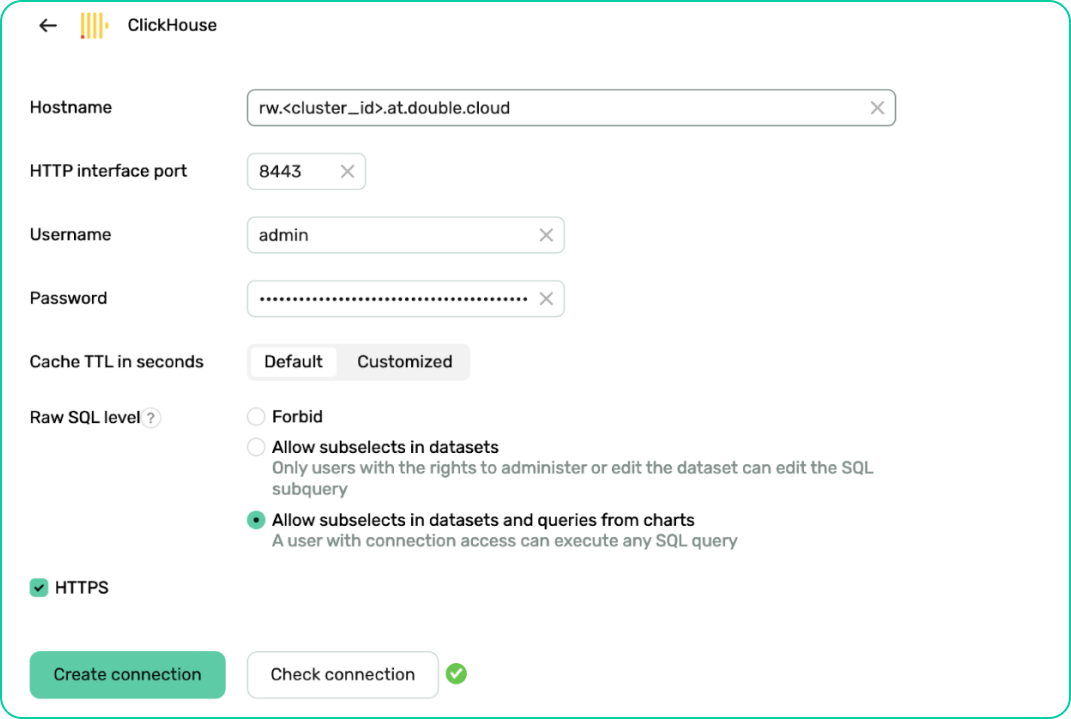 ClickHouse
Hostname
rw.<cluster_id>.at.double.cloud
HTTP interface port
8443
Username
admin
Password
••••••••••••••••••••••••••••••••••••••••
Cache TTL in seconds
Default
Customized
Raw SQL level ?
Forbid
Allow subselects in datasets
Only users with the rights to administer or edit the dataset can edit the SQL
subquery
Allow subselects in datasets and queries from charts
A user with connection access can execute any SQL query
HTTPS
Create connection
Check connection